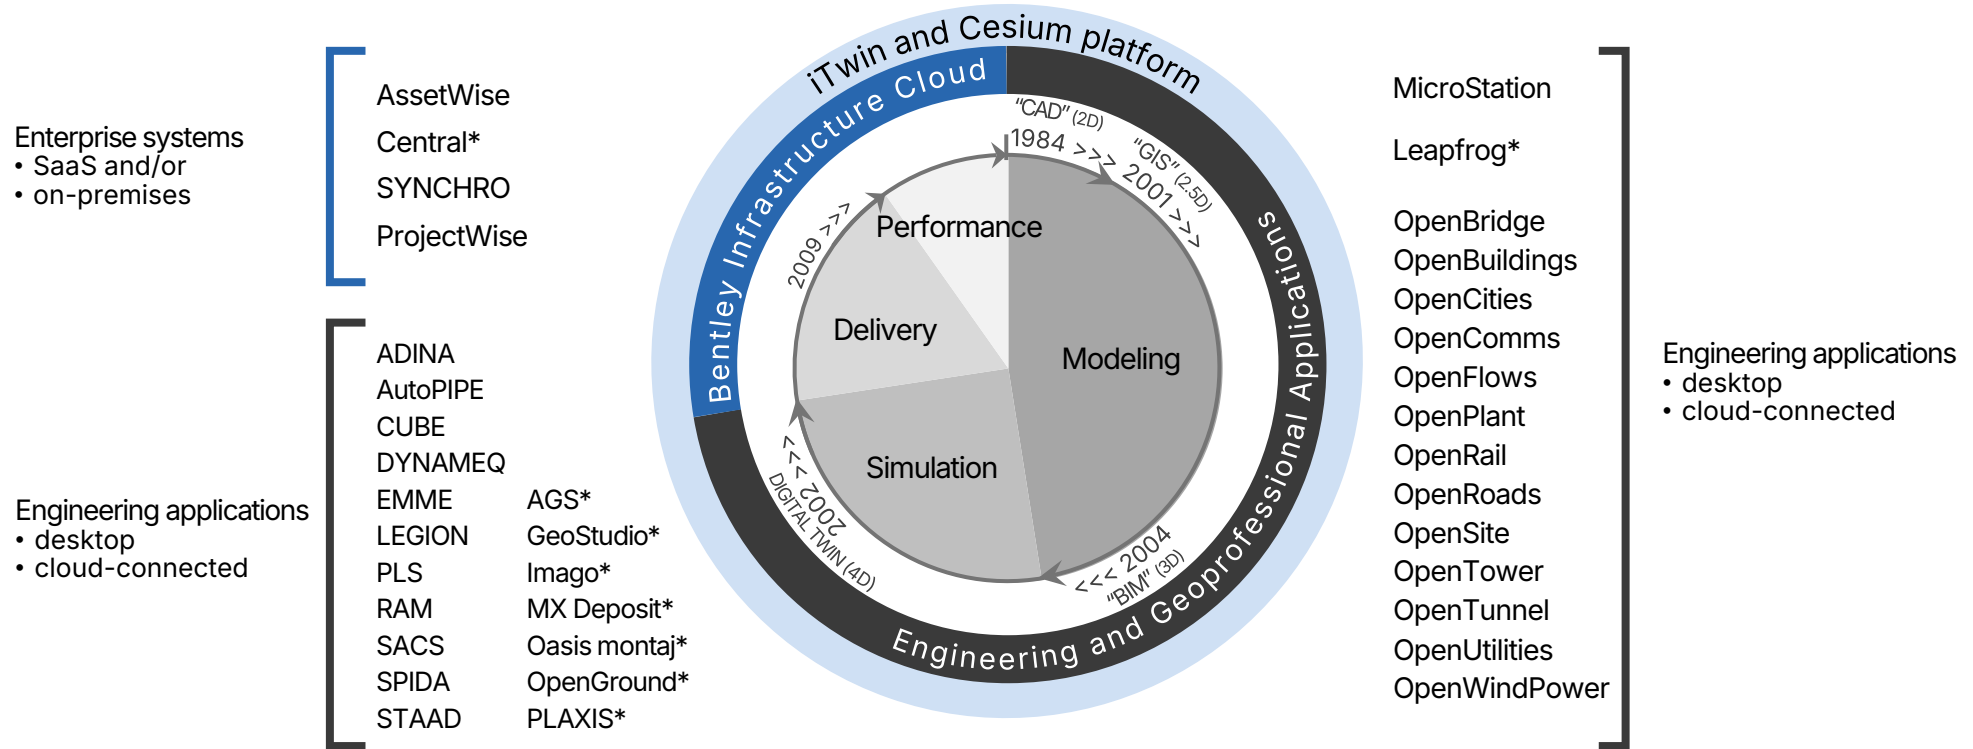 iTwin and Cesium platform
Bentley Infrastructure Cloud
Engineering and Geoprofessional Applications
Enterprise systems
• SaaS and/or
• on-premises
AssetWise
Central*
SYNCHRO
ProjectWise
Engineering applications
• desktop
• cloud-connected
ADINA
AutoPIPE
CUBE
DYNAMEQ
EMME
LEGION
PLS
RAM
SACS
SPIDA
STAAD
AGS*
GeoStudio*
Imago*
MX Deposit*
Oasis montaj*
OpenGround*
PLAXIS*
"CAD" (2D)
1984 >>>
"GIS" (2.5D)
2001 >>>
<<< 2004
"BIM" (3D)
2002 >>>
DIGITAL TWIN (4D)
2009 >>>
Performance
Delivery
Modeling
Simulation
MicroStation
Leapfrog*
OpenBridge
OpenBuildings
OpenCities
OpenComms
OpenFlows
OpenPlant
OpenRail
OpenRoads
OpenSite
OpenTower
OpenTunnel
OpenUtilities
OpenWindPower
Engineering applications
• desktop
• cloud-connected